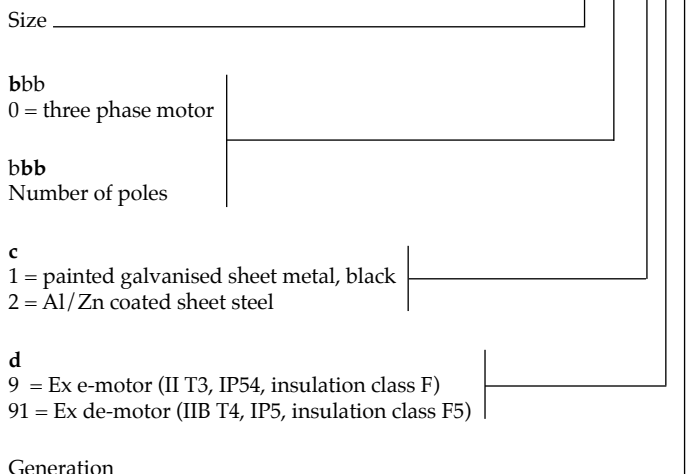 Size
bbb
0 = three phase motor
bbb
Number of poles
c
1 = painted galvanised sheet metal, black
2 = Al/Zn coated sheet steel
d
9 = Ex e-motor (II T3, IP54, insulation class F)
91 = Ex de-motor (IIB T4, IP5, insulation class F5)
Generation